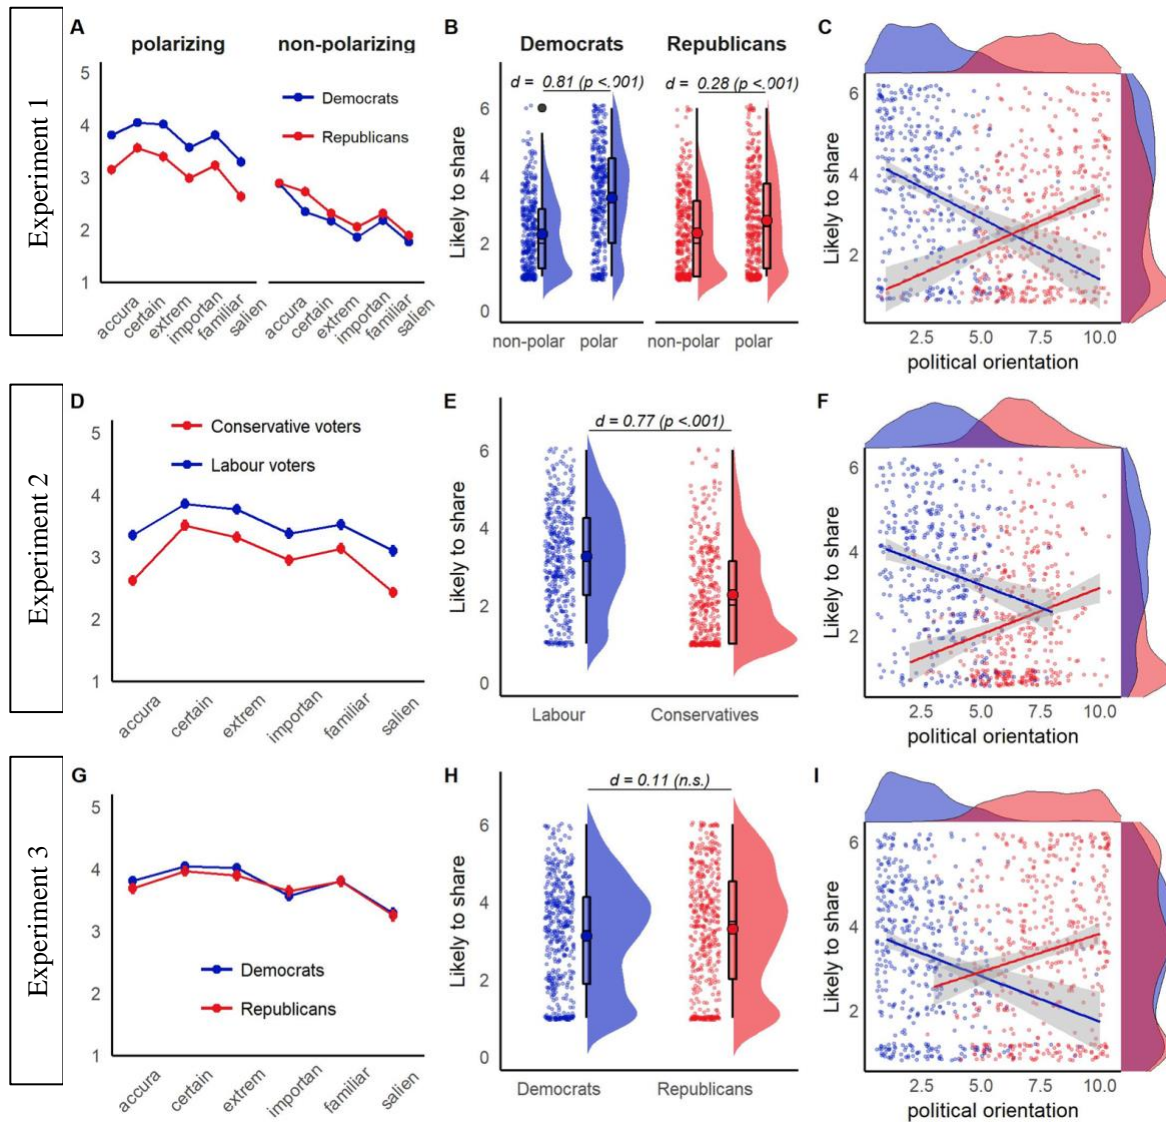 Experiment 1
A
polarizing
non-polarizing
5
4
3
2
1
Democrats
Republicans
accura
certain
extrem
importan
familiar
salien
accura
certain
extrem
importan
familiar
salien
B
Democrats
Republicans
d = 0.81 (p <.001)
d = 0.28 (p <.001)
Likely to share
6
4
2
0
non-polar
polar
non-polar
polar
C
Likely to share
6
4
2
2.5
5.0
7.5
10.0
political orientation
Experiment 2
D
5
4
3
2
1
Conservative voters
Labour voters
accura
certain
extrem
importan
familiar
salien
E
d = 0.77 (p <.001)
Likely to share
6
4
2
0
Labour
Conservatives
F
Likely to share
6
4
2
2.5
5.0
7.5
10.0
political orientation
Experiment 3
G
5
4
3
2
1
Democrats
Republicans
accura
certain
extrem
importan
familiar
salien
H
d = 0.11 (n.s.)
Likely to share
6
4
2
0
Democrats
Republicans
I
Likely to share
6
4
2
2.5
5.0
7.5
10.0
political orientation